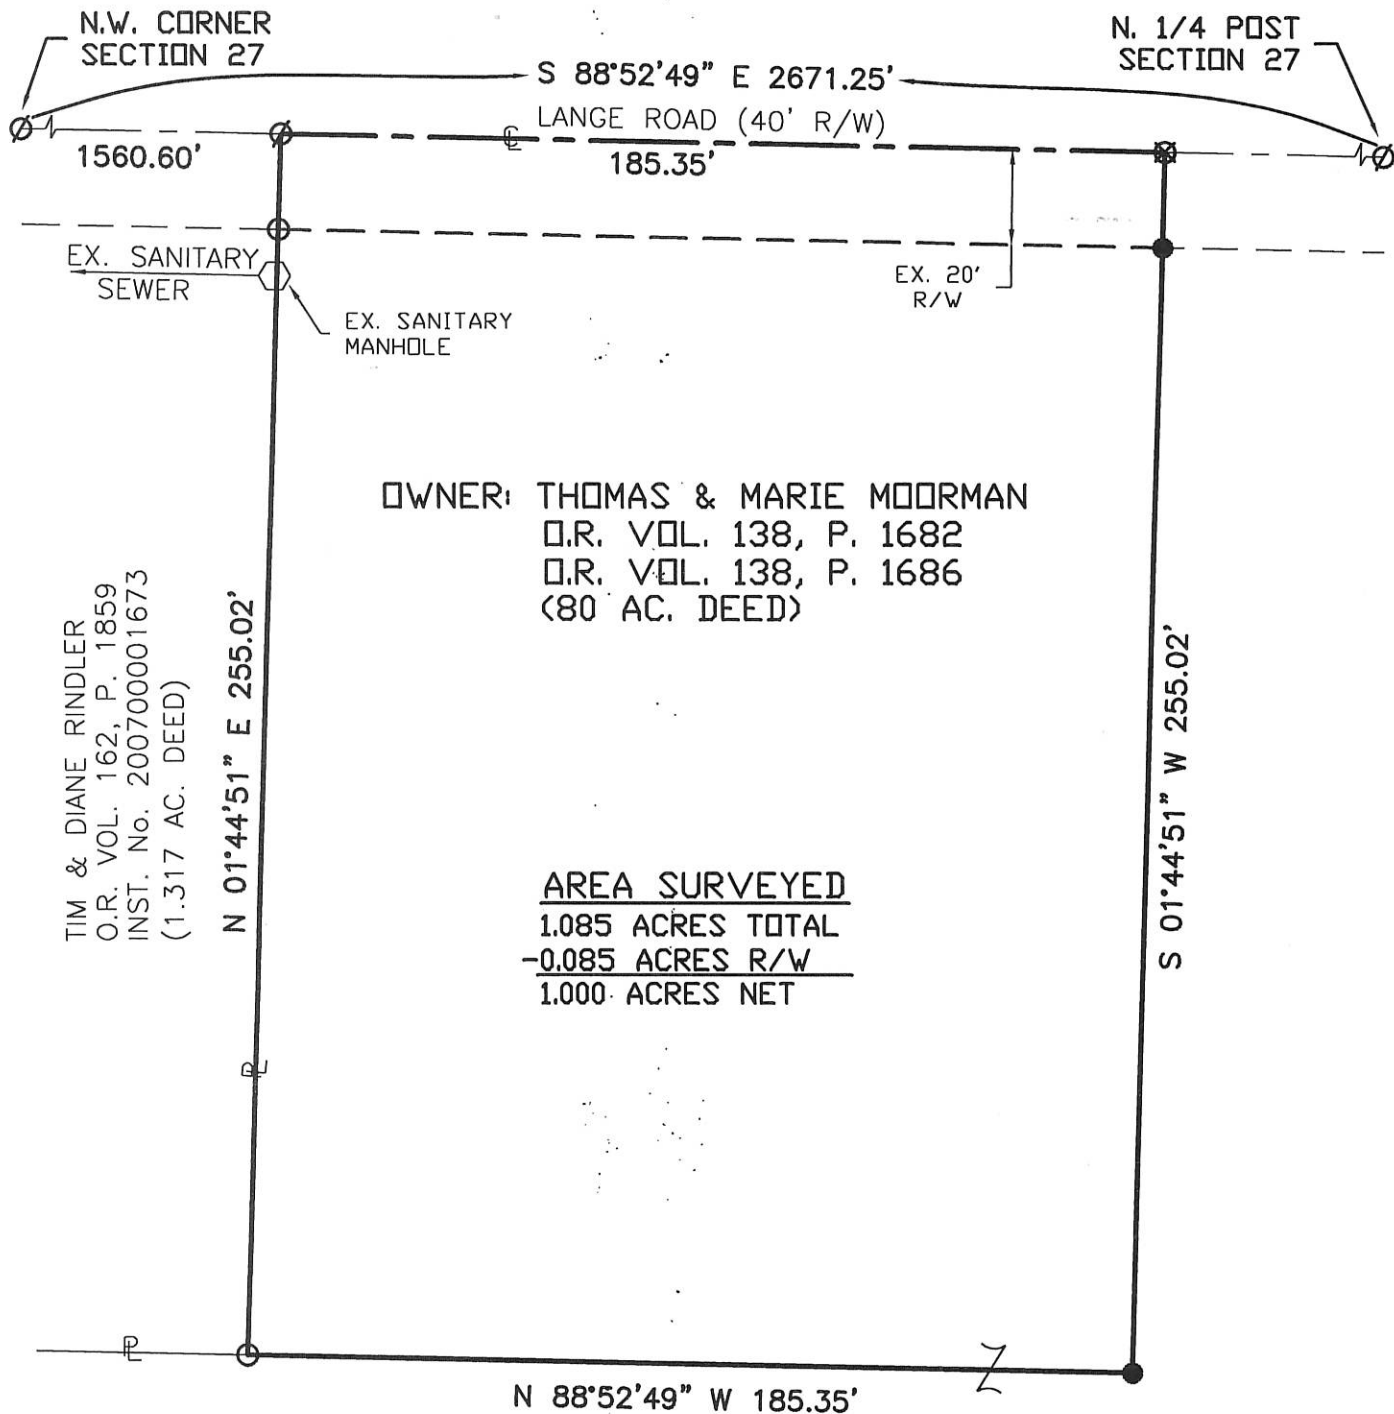 N.W. CORNER
SECTION 27
N. 1/4 POST
SECTION 27
S 88°52'49" E 2671.25'
LANGE ROAD (40' R/W)
1560.60'
℄
185.35'
EX. SANITARY
SEWER
EX. SANITARY
MANHOLE
EX. 20'
R/W
OWNER: THOMAS & MARIE MOORMAN
O.R. VOL. 138, P. 1682
O.R. VOL. 138, P. 1686
(80 AC. DEED)
TIM & DIANE RINDLER
O.R. VOL. 162, P. 1859
INST. No. 200700001673
(1.317 AC. DEED)
N 01°44'51" E 255.02'
S 01°44'51" W 255.02'
AREA SURVEYED
1.085 ACRES TOTAL
-0.085 ACRES R/W
1.000 ACRES NET
PL
PL
N 88°52'49" W 185.35'